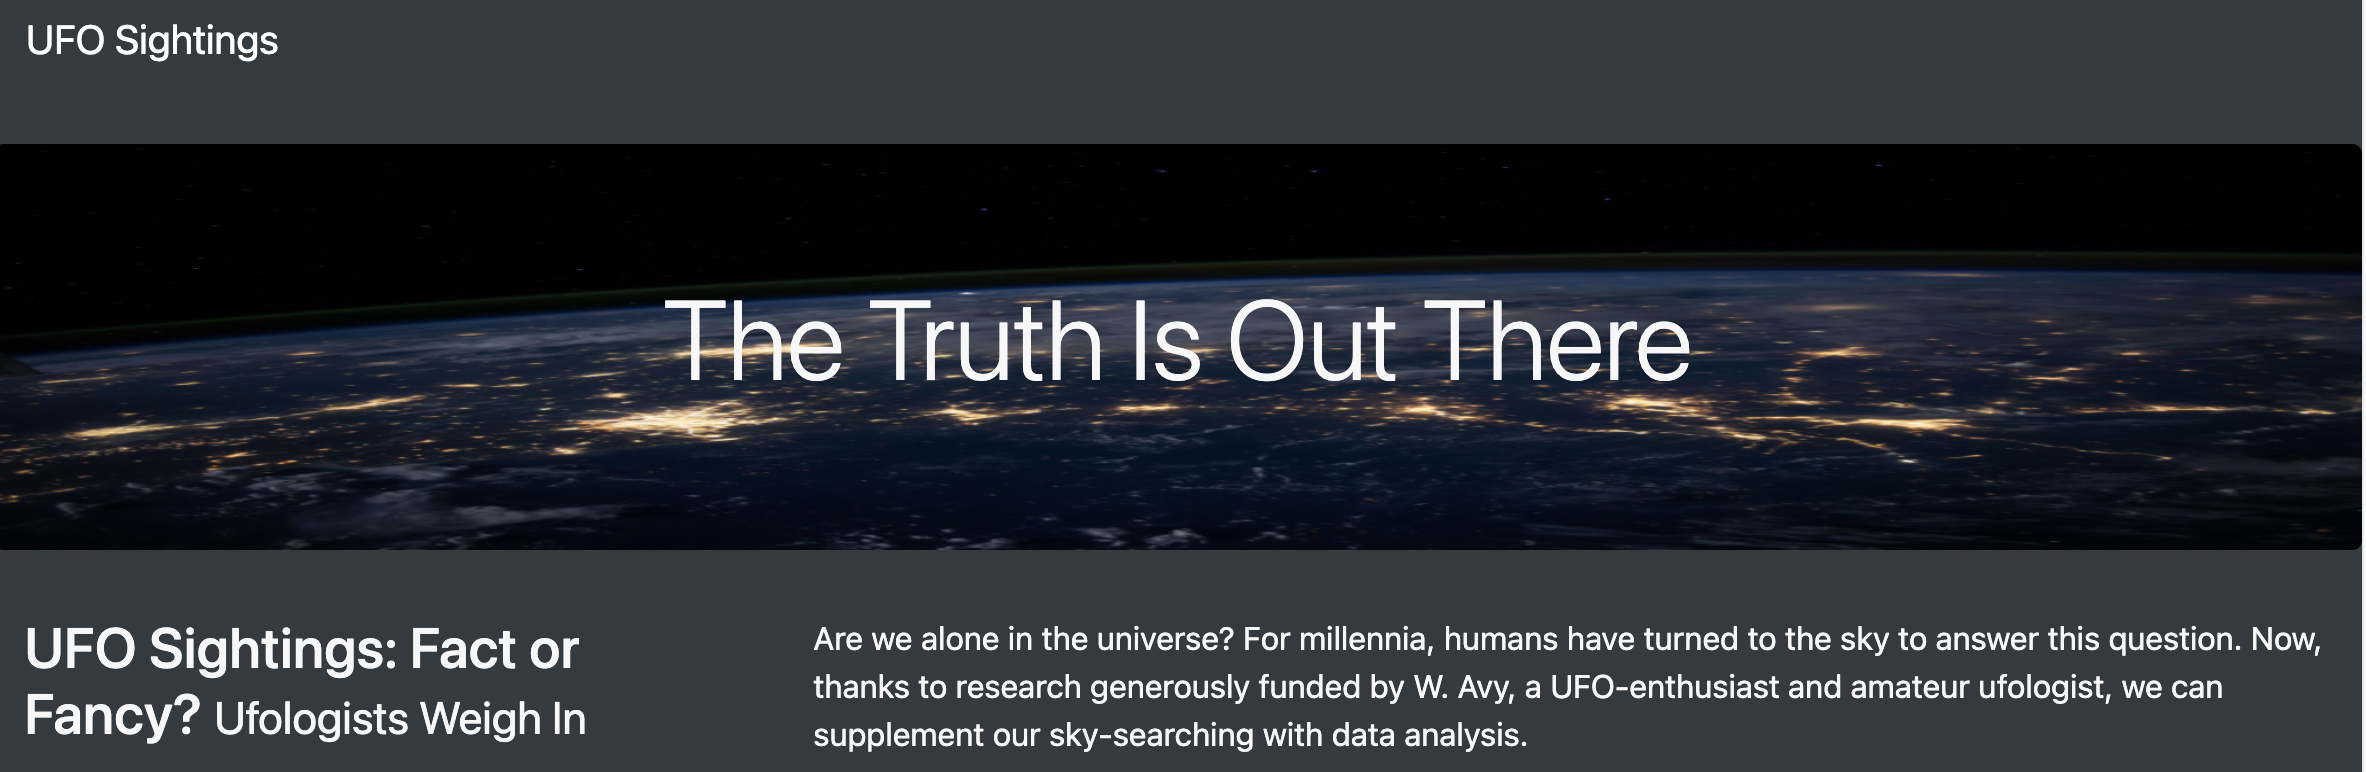 UFO Sightings
The Truth Is Out There
UFO Sightings: Fact or
Fancy? Ufologists Weigh In
Are we alone in the universe? For millennia, humans have turned to the sky to answer this question. Now,
thanks to research generously funded by W. Avy, a UFO-enthusiast and amateur ufologist, we can
supplement our sky-searching with data analysis.